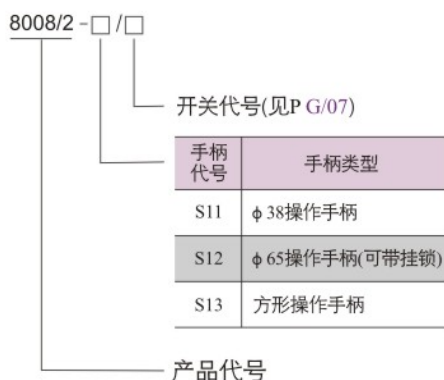 8008/2-□/□
开关代号(见P G/07)
手柄代号 手柄类型
S11 ϕ38操作手柄
S12 ϕ65操作手柄(可带挂锁)
S13 方形操作手柄
产品代号